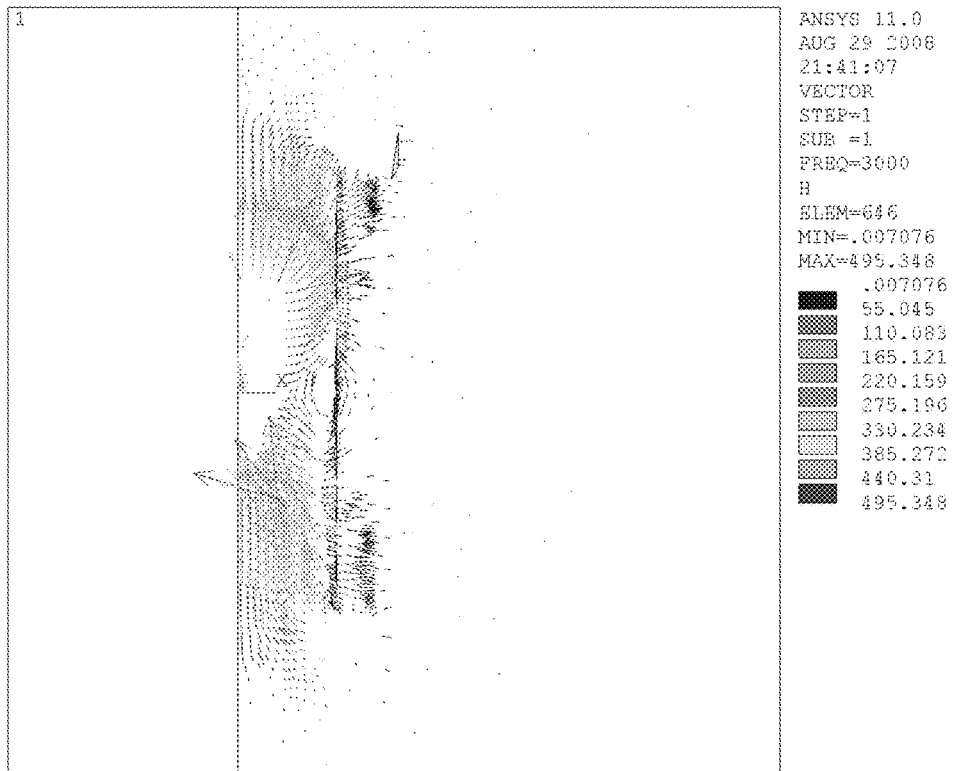 1
ANSYS 11.0
AUG 29 2008
21:41:07
VECTOR
STEP=1
SUB =1
FREQ=3000
H
ELEM=646
MIN=.007076
MAX=495.348
.007076
55.045
110.083
165.121
220.159
275.196
330.234
385.272
440.31
495.348
X